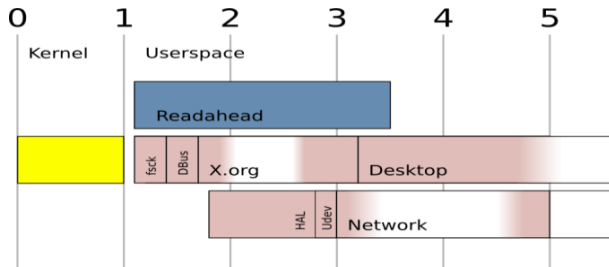 0 1 2 3 4 5
Kernel Userspace
Readahead
fsck DBus X.org Desktop
HAL Udev Network